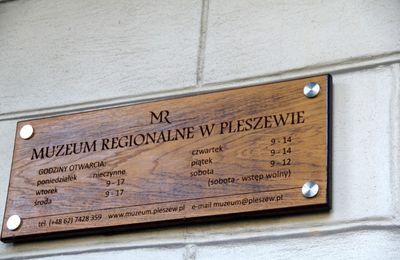 MR
MUZEUM REGIONALNE W PLESZEWIE
GODZINY OTWARCIA:
poniedziałek nieczynne
wtorek 9 - 17
środa 9 - 17
czwartek 9 - 14
piątek 9 - 14
sobota 9 - 12
(sobota - wstęp wolny)
tel. (+48 62) 7428 359 www.muzeum.pleszew.pl e-mail muzeum@pleszew.pl